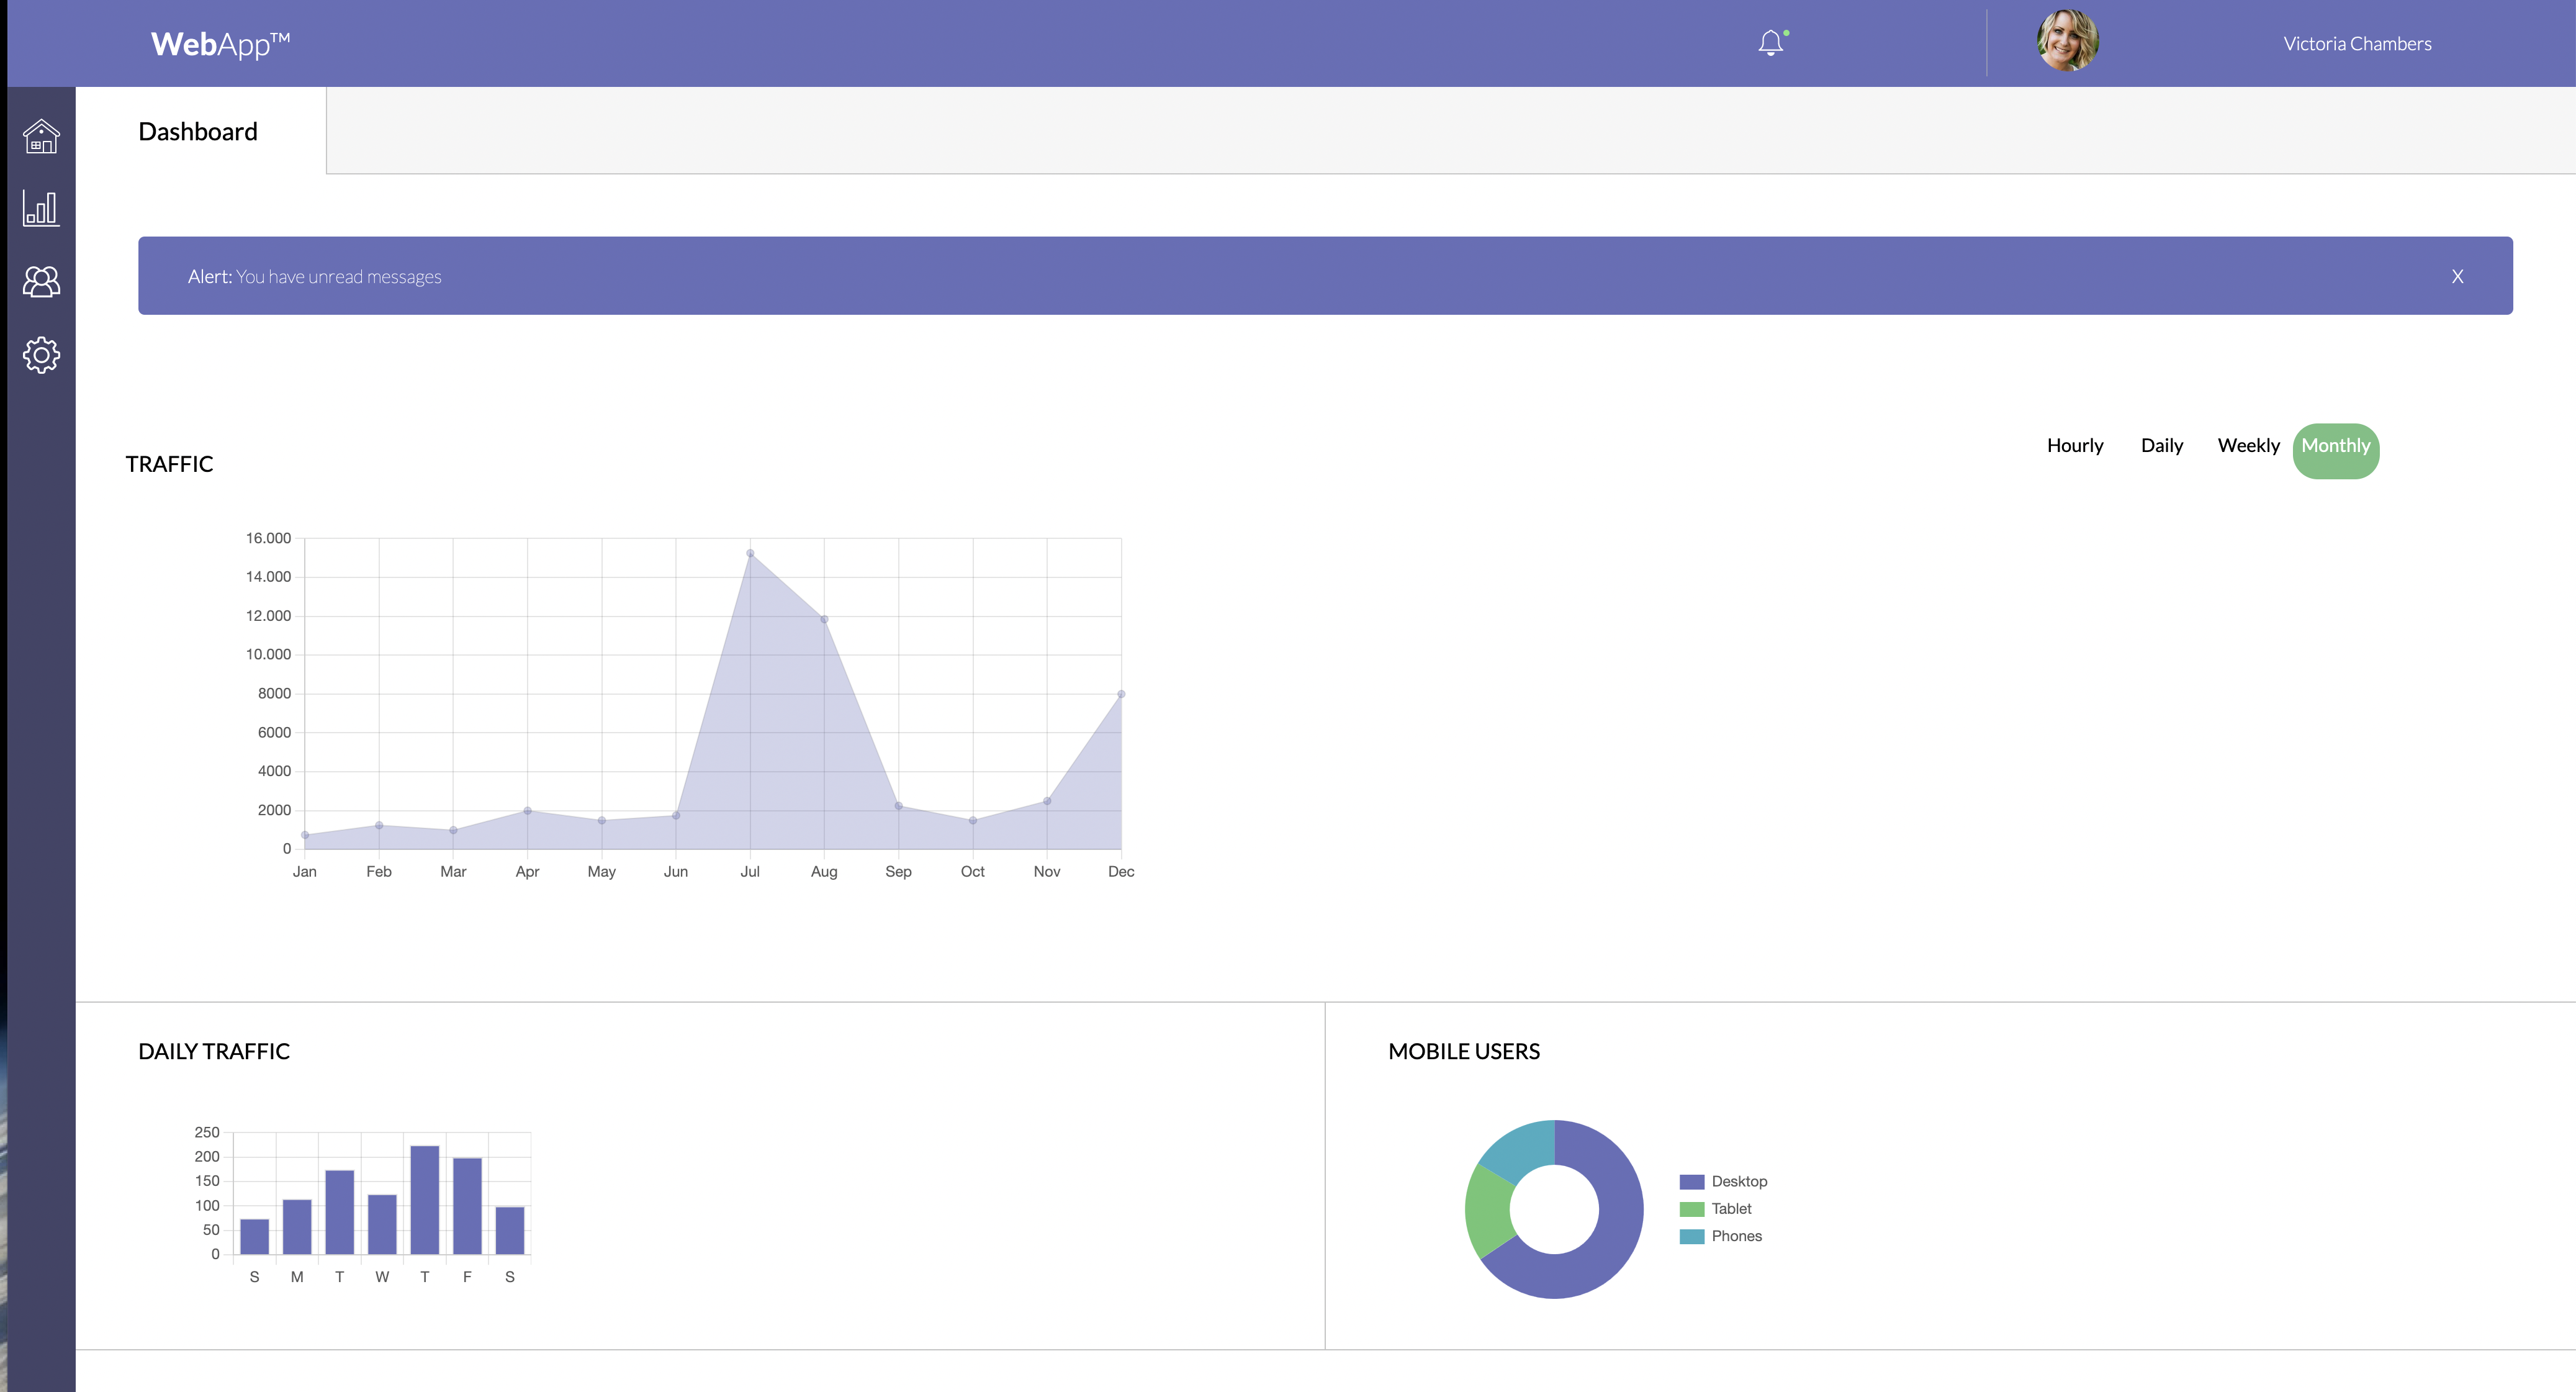 WebApp™
Victoria Chambers
Dashboard
Alert: You have unread messages
X
TRAFFIC
Hourly Daily Weekly Monthly
16.000
14.000
12.000
10.000
8000
6000
4000
2000
0
Jan Feb Mar Apr May Jun Jul Aug Sep Oct Nov Dec
DAILY TRAFFIC
250
200
150
100
50
0
S M T W T F S
MOBILE USERS
Desktop
Tablet
Phones